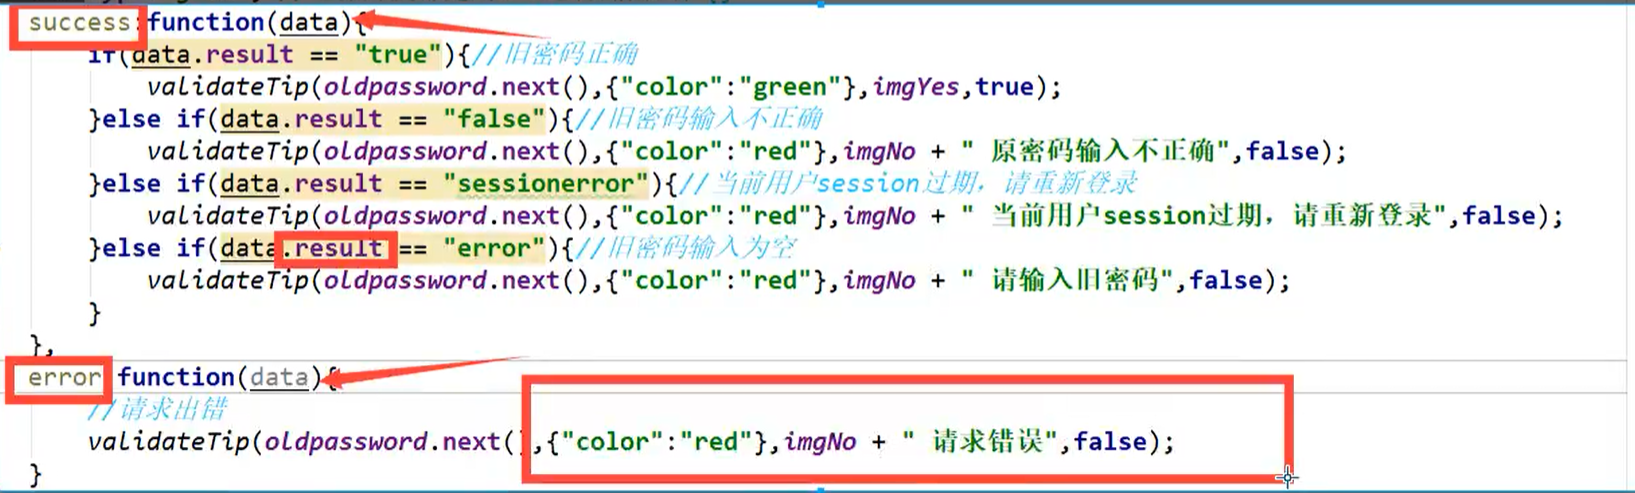 success:function(data){
if(data.result == "true"){//旧密码正确
validateTip(oldpassword.next(),{"color":"green"},imgYes,true);
}else if(data.result == "false"){//旧密码输入不正确
validateTip(oldpassword.next(),{"color":"red"},imgNo + " 原密码输入不正确",false);
}else if(data.result == "sessionerror"){//当前用户session过期，请重新登录
validateTip(oldpassword.next(),{"color":"red"},imgNo + " 当前用户session过期，请重新登录",false);
}else if(data.result == "error"){//旧密码输入为空
validateTip(oldpassword.next(),{"color":"red"},imgNo + " 请输入旧密码",false);
}
},
error:function(data){
//请求出错
validateTip(oldpassword.next(),{"color":"red"},imgNo + " 请求错误",false);
}